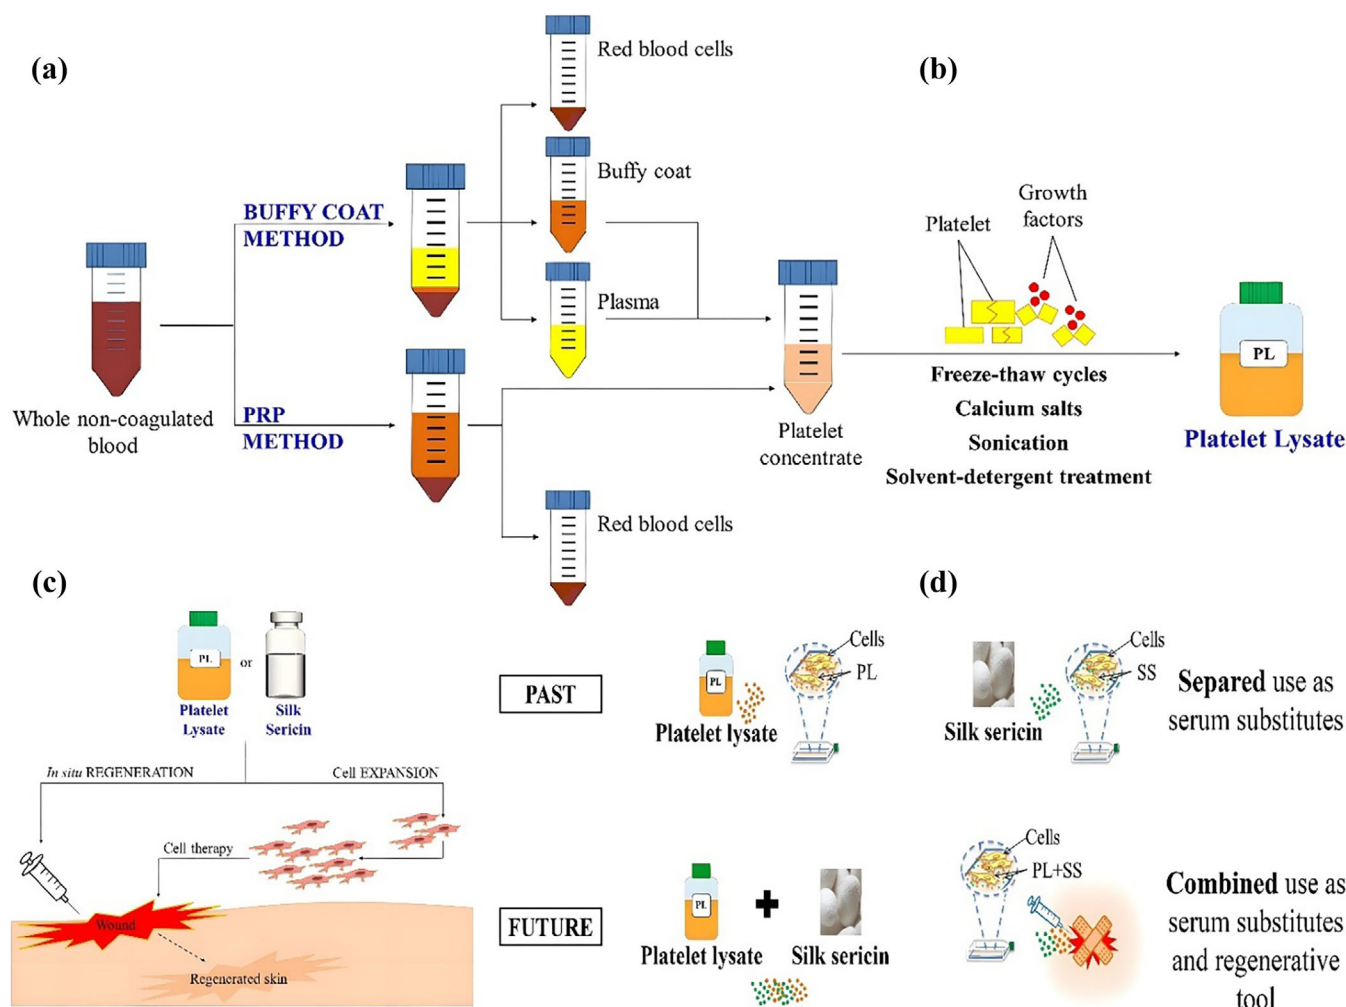 (a)
Whole non-coagulated
blood
BUFFY COAT
METHOD
PRP
METHOD
Red blood cells
Buffy coat
Plasma
Red blood cells
Platelet
concentrate
(b)
Platelet
Growth
factors
Freeze-thaw cycles
Calcium salts
Sonication
Solvent-detergent treatment
PL
Platelet Lysate
(c)
PL
or
Platelet
Lysate
Silk
Sericin
In situ REGENERATION
Cell EXPANSION
Cell therapy
Wound
Regenerated skin
(d)
PAST
PL
Platelet lysate
Cells
PL
Silk sericin
Cells
SS
Separed use as
serum substitutes
FUTURE
PL
Platelet lysate
Silk sericin
Cells
PL+SS
Combined use as
serum substitutes
and regenerative
tool